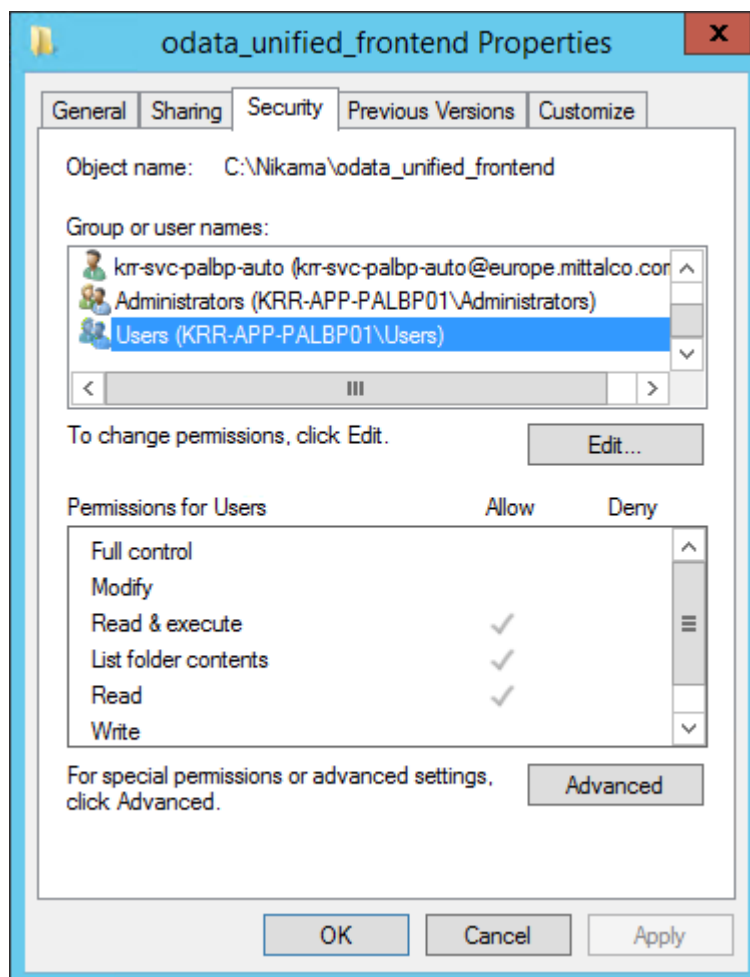 odata_unified_frontend Properties
x
General Sharing Security Previous Versions Customize
Object name: C:\Nikama\odata_unified_frontend
Group or user names:
krr-svc-palbp-auto (krr-svc-palbp-auto@europe.mittalco.cor
Administrators (KRR-APP-PALBP01\Administrators)
Users (KRR-APP-PALBP01\Users)
To change permissions, click Edit.
Edit...
Permissions for Users Allow Deny
Full control
Modify
Read & execute
List folder contents
Read
Write
For special permissions or advanced settings,
click Advanced.
Advanced
OK Cancel Apply